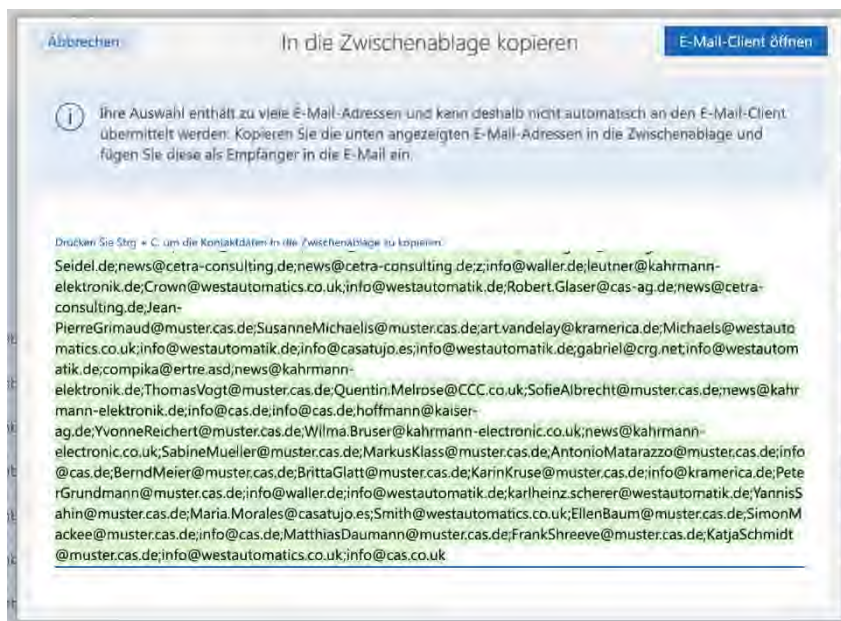 Abbrechen
In die Zwischenablage kopieren
E-Mail-Client öffnen
Ihre Auswahl enthält zu viele E-Mail-Adressen und kann deshalb nicht automatisch an den E-Mail-Client
übermittelt werden. Kopieren Sie die unten angezeigten E-Mail-Adressen in die Zwischenablage und
fügen Sie diese als Empfänger in die E-Mail ein.
Drücken Sie Strg + C, um die Kontaktdaten in die Zwischenablage zu kopieren.
Seidel.de;news@cetra-consulting.de;news@cetra-consulting.de;z;info@waller.de;leutner@kahrmann-
elektronik.de;Crown@westautomatics.co.uk;info@westautomatik.de;Robert.Glaser@cas-ag.de;news@cetra-
consulting.de;Jean-
PierreGrimaud@muster.cas.de;SusanneMichaelis@muster.cas.de;art.vandelay@kramerica.de;Michaels@westauto
matics.co.uk;info@westautomatik.de;info@casatujo.es;info@westautomatik.de;gabriel@crg.net;info@westautom
atik.de;compika@ertre.asd;news@kahrmann-
elektronik.de;ThomasVogt@muster.cas.de;Quentin.Melrose@CCC.co.uk;SofieAlbrecht@muster.cas.de;news@kahr
mann-elektronik.de;info@cas.de;info@cas.de;hoffmann@kaiser-
ag.de;YvonneReichert@muster.cas.de;Wilma.Bruser@kahrmann-electronic.co.uk;news@kahrmann-
electronic.co.uk;SabineMueller@muster.cas.de;MarkusKlass@muster.cas.de;AntonioMatarazzo@muster.cas.de;info
@cas.de;BerndMeier@muster.cas.de;BrittaGlatt@muster.cas.de;KarinKruse@muster.cas.de;info@kramerica.de;Pete
rGrundmann@muster.cas.de;info@waller.de;info@westautomatik.de;karlheinz.scherer@westautomatik.de;YannisS
ahin@muster.cas.de;Maria.Morales@casatujo.es;Smith@westautomatics.co.uk;EllenBaum@muster.cas.de;SimonM
ackee@muster.cas.de;info@cas.de;MatthiasDaumann@muster.cas.de;FrankShreeve@muster.cas.de;KatjaSchmidt
@muster.cas.de;info@westautomatics.co.uk;info@cas.co.uk